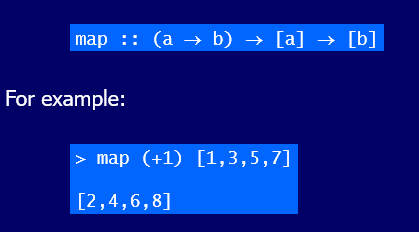 map :: (a → b) → [a] → [b]
For example:
> map (+1) [1,3,5,7]
[2,4,6,8]